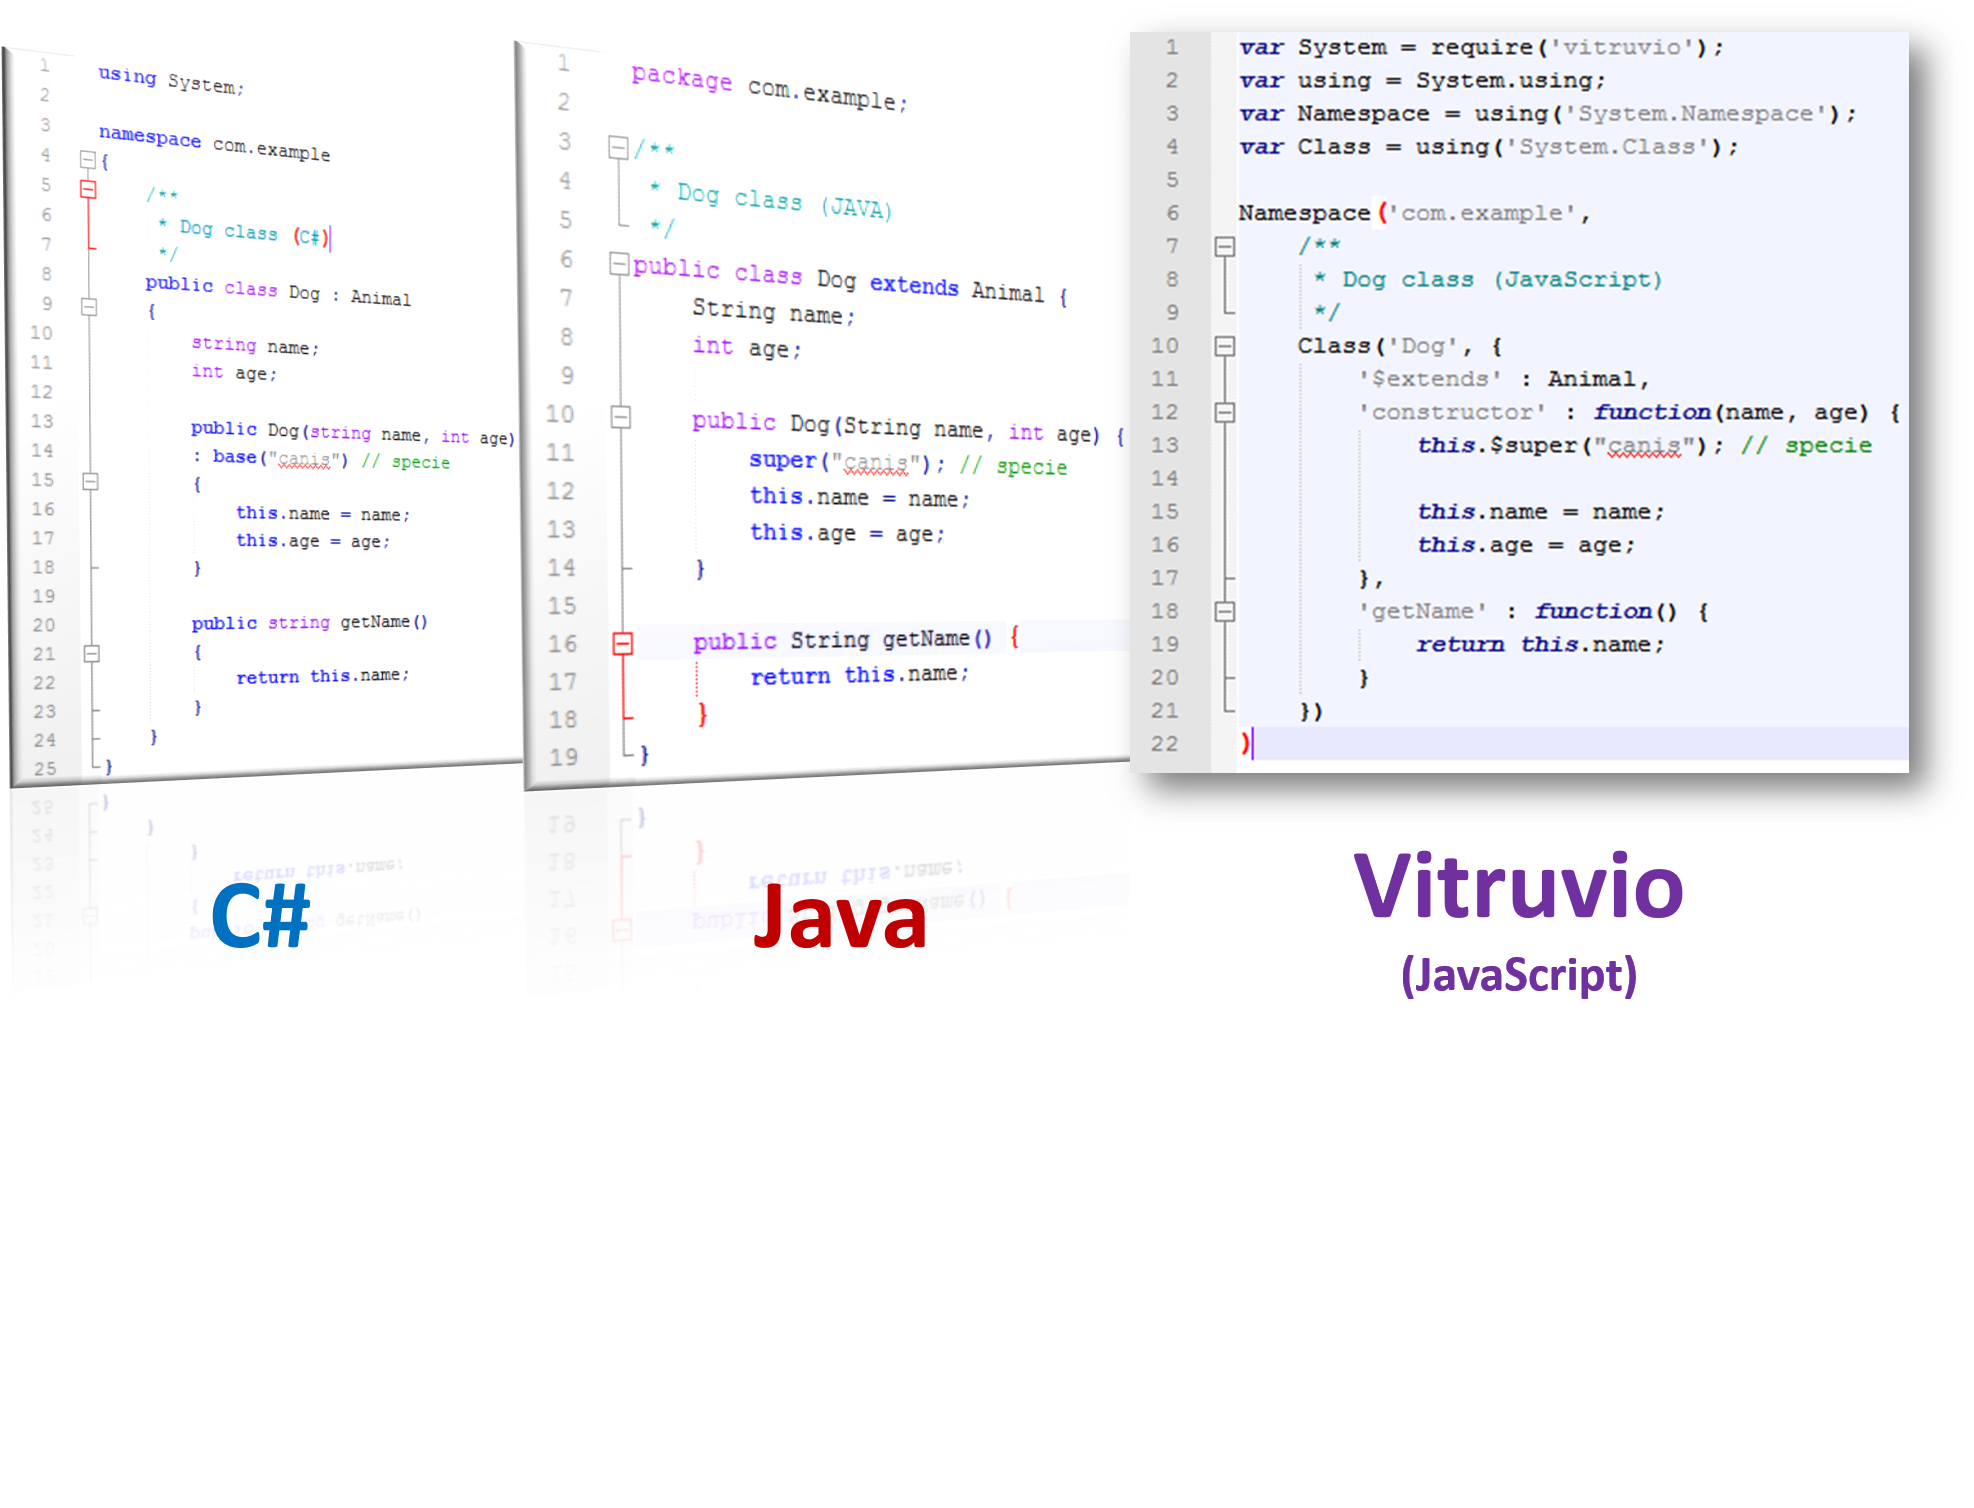 1 using System;
2
3 namespace com.example
4 {
5 /**
6 * Dog class (C#)
7 */
8 public class Dog : Animal
9 {
10 string name;
11 int age;
12
13 public Dog(string name, int age)
14 : base("canis") // specie
15 {
16 this.name = name;
17 this.age = age;
18 }
19
20 public string getName()
21 {
22 return this.name;
23 }
24 }
25 }
C#
1 package com.example;
2
3 /**
4 * Dog class (JAVA)
5 */
6 public class Dog extends Animal {
7 String name;
8 int age;
9
10 public Dog(String name, int age) {
11 super("canis"); // specie
12 this.name = name;
13 this.age = age;
14 }
15
16 public String getName() {
17 return this.name;
18 }
19 }
Java
1 var System = require('vitruvio');
2 var using = System.using;
3 var Namespace = using('System.Namespace');
4 var Class = using('System.Class');
5
6 Namespace('com.example',
7 /**
8 * Dog class (JavaScript)
9 */
10 Class('Dog', {
11 '$extends' : Animal,
12 'constructor' : function(name, age) {
13 this.$super("canis"); // specie
14
15 this.name = name;
16 this.age = age;
17 },
18 'getName' : function() {
19 return this.name;
20 }
21 })
22 )
Vitruvio
(JavaScript)